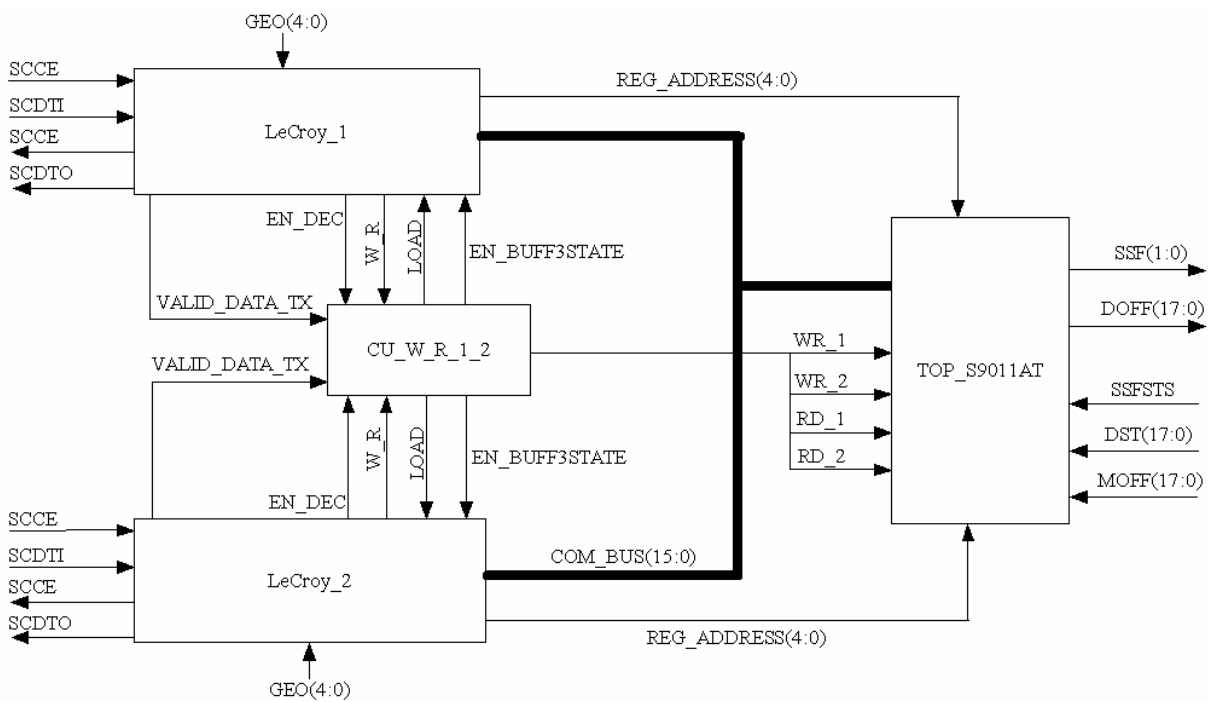 GEO(4:0)
SCCE
SCDTI
SCCE
SCDTO
LeCroy_1
REG_ADDRESS(4:0)
EN_DEC
W_R
LOAD
EN_BUFF3STATE
VALID_DATA_TX
CU_W_R_1_2
VALID_DATA_TX
EN_DEC
W_R
LOAD
EN_BUFF3STATE
WR_1
WR_2
RD_1
RD_2
TOP_S9011AT
SSF(1:0)
DOFF(17:0)
SSFSTS
DST(17:0)
MOFF(17:0)
SCCE
SCDTI
SCCE
SCDTO
LeCroy_2
COM_BUS(15:0)
REG_ADDRESS(4:0)
GEO(4:0)